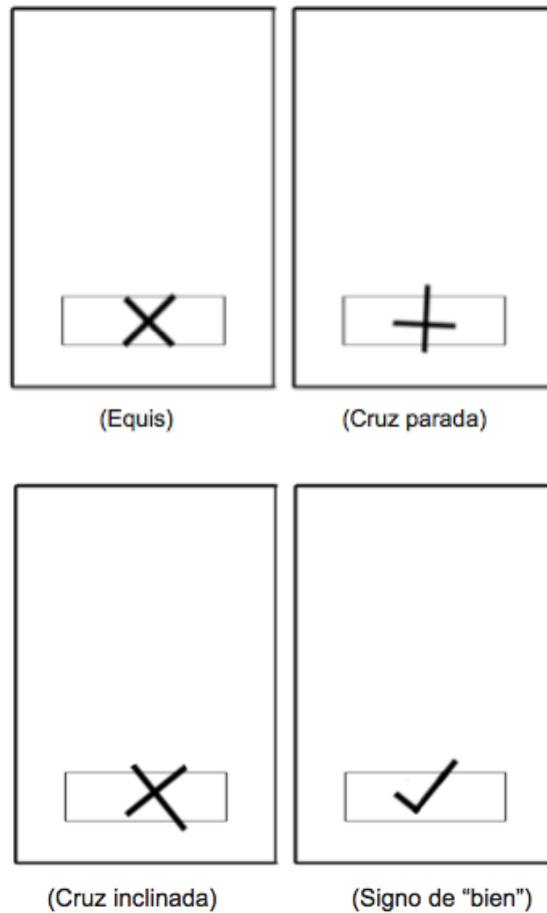 (Equis)
(Cruz parada)
(Cruz inclinada)
(Signo de “bien”)